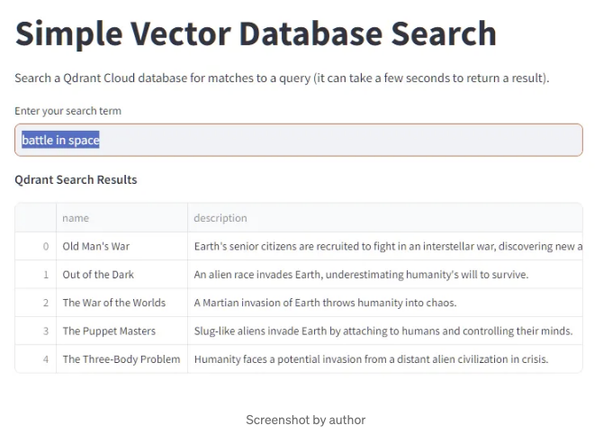 Simple Vector Database Search
Search a Qdrant Cloud database for matches to a query (it can take a few seconds to return a result).
Enter your search term
battle in space
Qdrant Search Results
name description
0 Old Man's War Earth's senior citizens are recruited to fight in an interstellar war, discovering new a
1 Out of the Dark An alien race invades Earth, underestimating humanity's will to survive.
2 The War of the Worlds A Martian invasion of Earth throws humanity into chaos.
3 The Puppet Masters Slug-like aliens invade Earth by attaching to humans and controlling their minds.
4 The Three-Body Problem Humanity faces a potential invasion from a distant alien civilization in crisis.
Screenshot by author